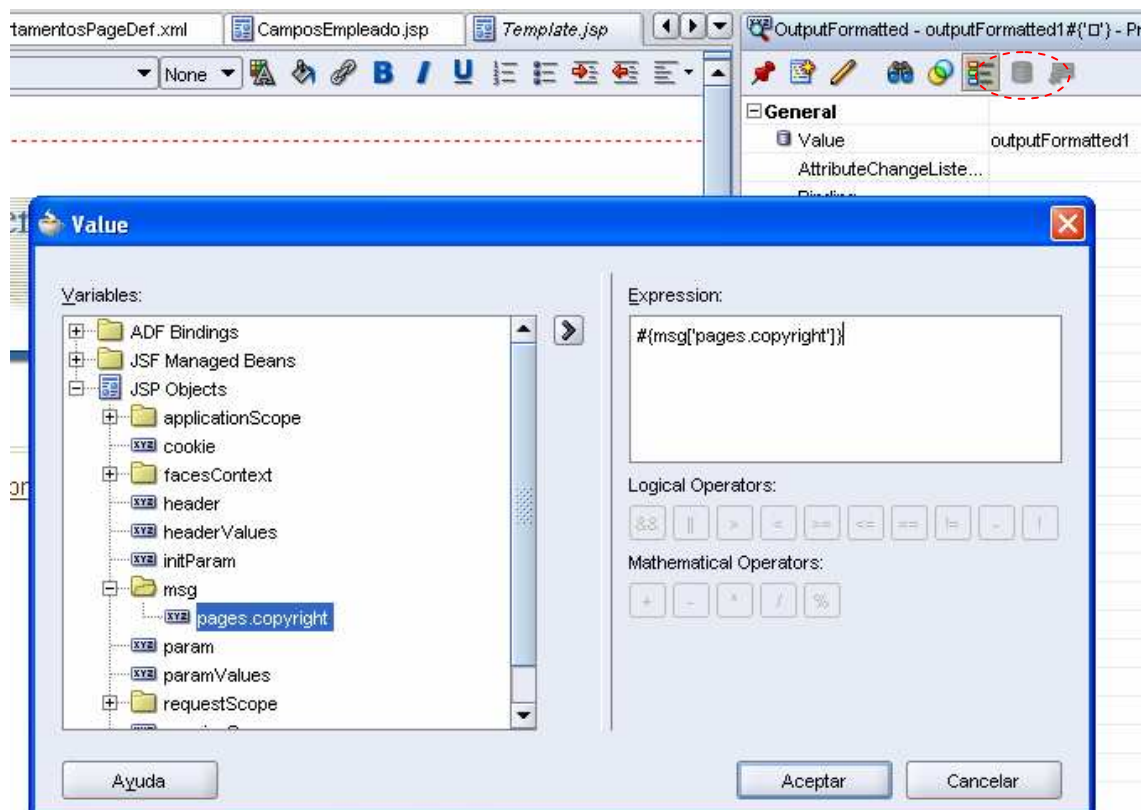 tamentosPageDef.xml CamposEmpleado.jsp Template.jsp
OutputFormatted - outputFormatted1#{'□'} - Pr
None B I U
General
Value outputFormatted1
AttributeChangeListe...
Value
Variables:
ADF Bindings
JSF Managed Beans
JSP Objects
applicationScope
cookie
facesContext
header
headerValues
initParam
msg
pages.copyright
param
paramValues
requestScope
Expression:
#{msg['pages.copyright']}
Logical Operators:
&& || > < >= <= == != - !
Mathematical Operators:
+ - * / %
Ayuda Aceptar Cancelar